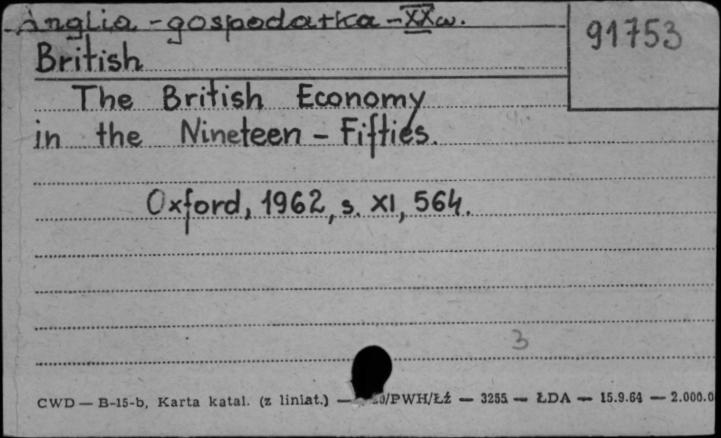 Anglia - gospodarka - XX w.
91753
British
The British Economy
in the Nineteen - Fifties.
Oxford, 1962, s. XI, 564.
3
CWD — B-15-b, Karta katal. (z liniat.) — /PWH/Łź — 3255 — ŁDA — 15.9.64 — 2.000.0